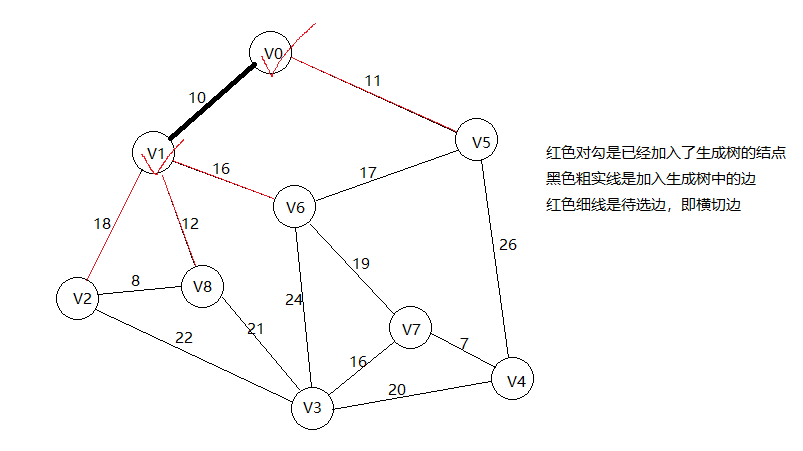 V0
11
10
V5
V1
16
17
红色对勾是已经加入了生成树的结点
黑色粗实线是加入生成树中的边
红色细线是待选边，即横切边
V6
18
12
26
19
8
V8
V2
24
21
V7
22
7
16
V4
20
V3